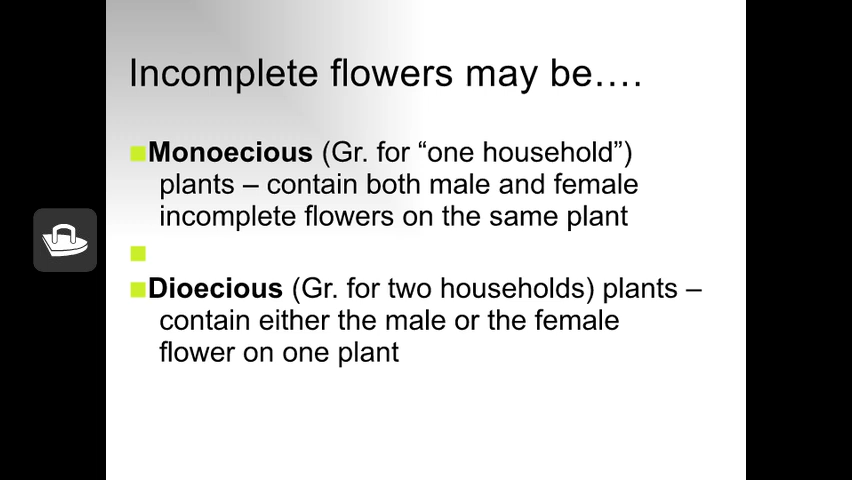 Incomplete flowers may be….
Monoecious (Gr. for “one household”)
plants – contain both male and female
incomplete flowers on the same plant
Dioecious (Gr. for two households) plants –
contain either the male or the female
flower on one plant